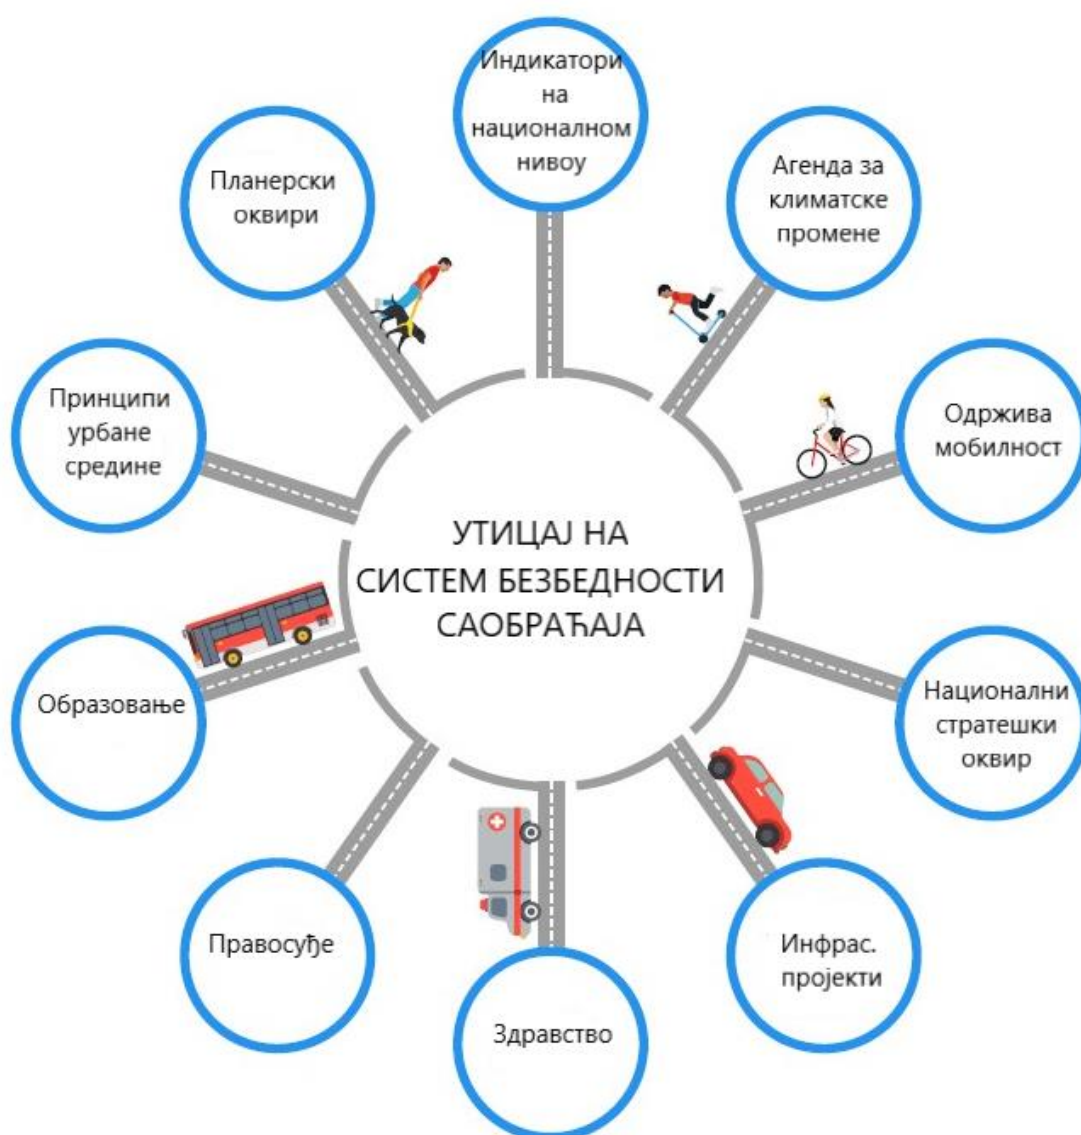 Индикатори
на
националном
нивоу
Агенда за
климатске
промене
Одржива
мобилност
Национални
стратешки
оквир
Инфрас.
пројекти
Здравство
Правосуђе
Образовање
Принципи
урбане
средине
Планерски
оквири
УТИЦАЈ НА
СИСТЕМ БЕЗБЕДНОСТИ
САОБРАЋАЈА